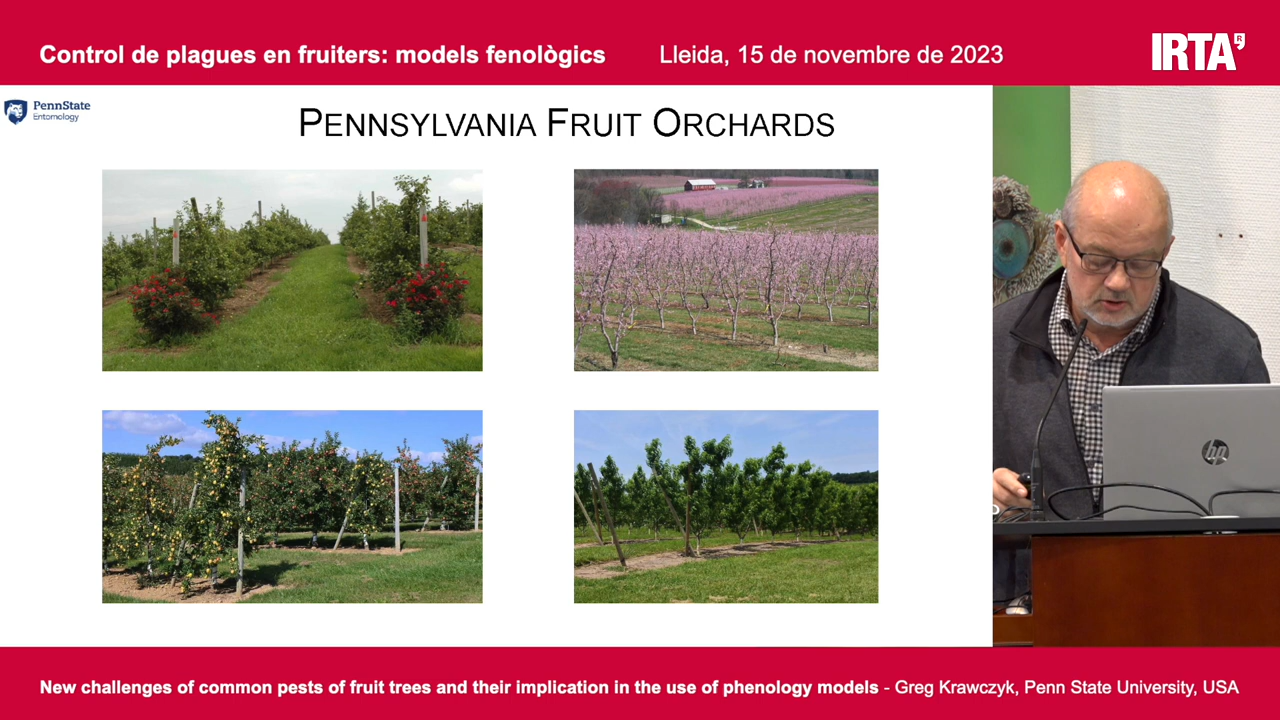 Control de plagues en fruiters: models fenològics Lleida, 15 de novembre de 2023
IRTA R
PennState
Entomology
PENNSYLVANIA FRUIT ORCHARDS
hp
New challenges of common pests of fruit trees and their implication in the use of phenology models - Greg Krawczyk, Penn State University, USA